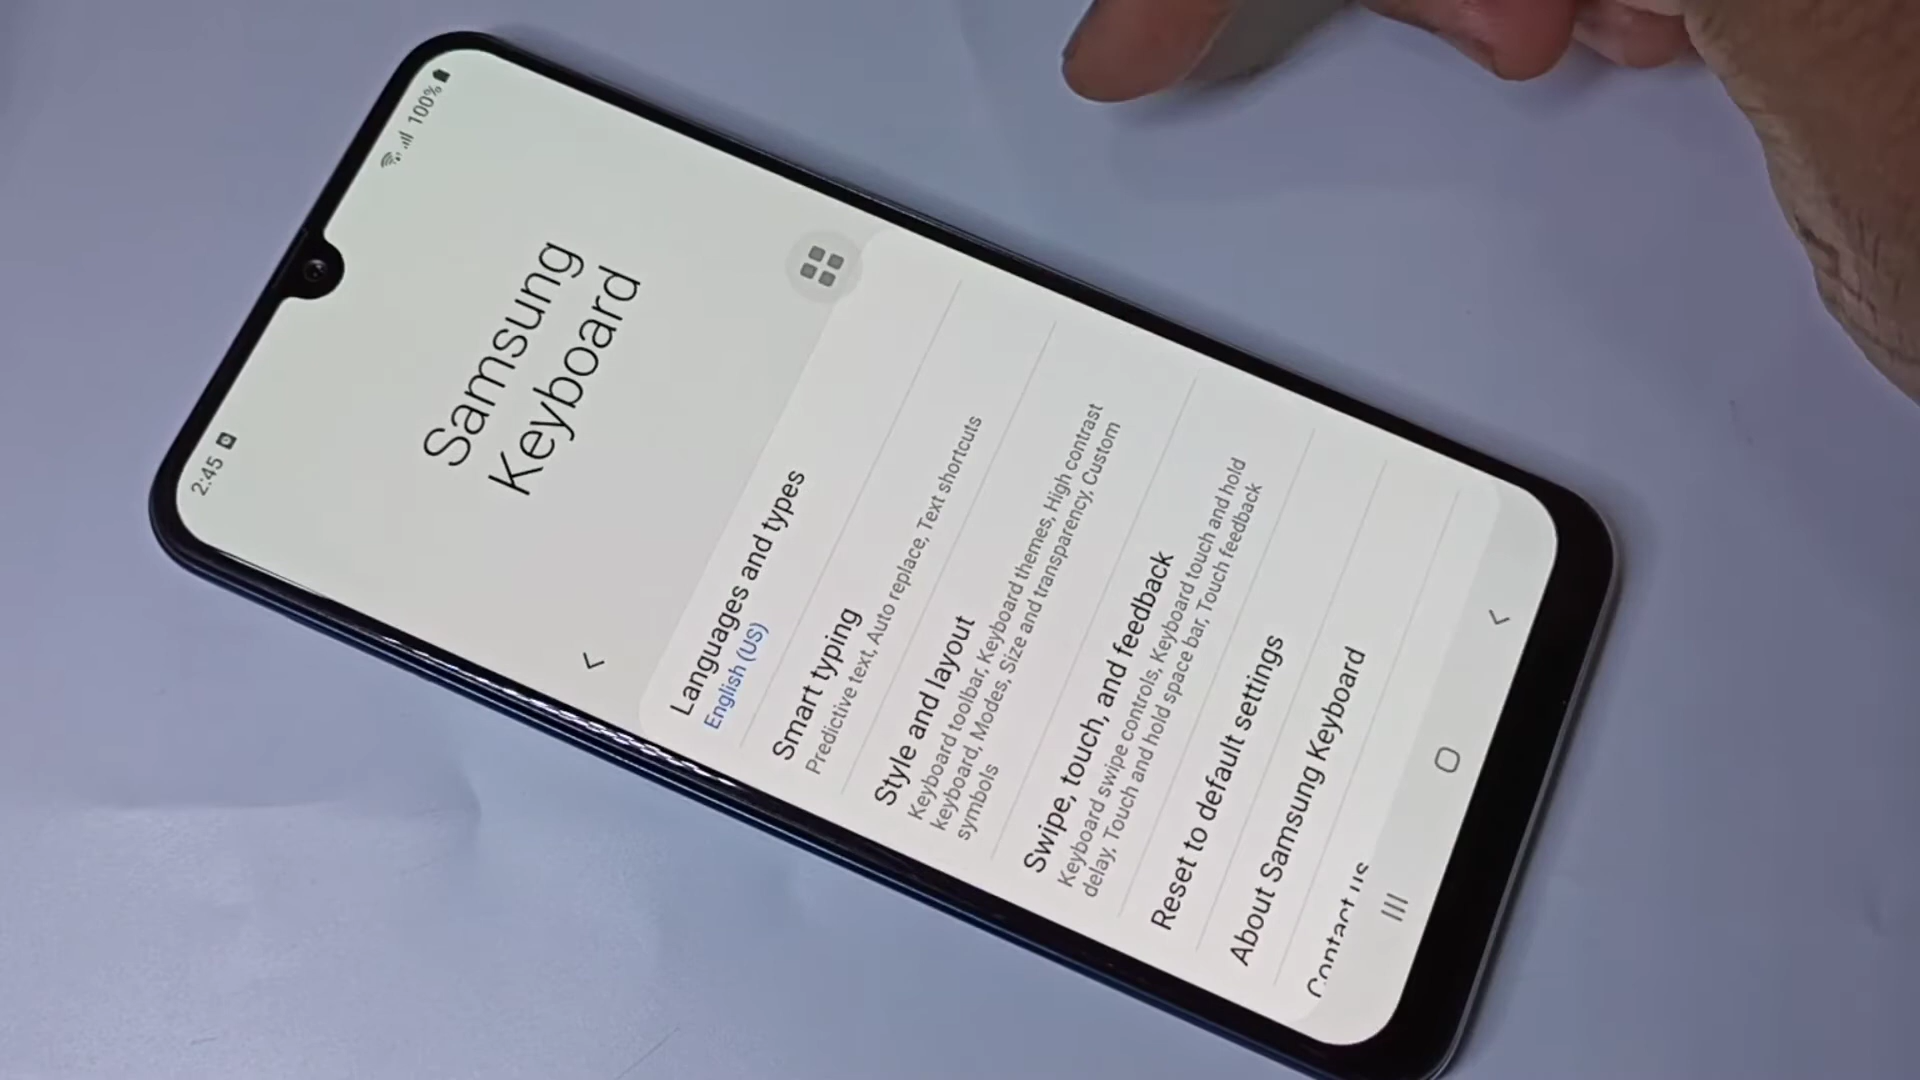 2:45
100%
Samsung
Keyboard
Languages and types
English (US)
Smart typing
Predictive text, Auto replace, Text shortcuts
Style and layout
Keyboard toolbar, Keyboard themes, High contrast
keyboard, Modes, Size and transparency, Custom
symbols
Swipe, touch, and feedback
Keyboard swipe controls, Keyboard touch and hold
delay, Touch and hold space bar, Touch feedback
Reset to default settings
About Samsung Keyboard
Contact us